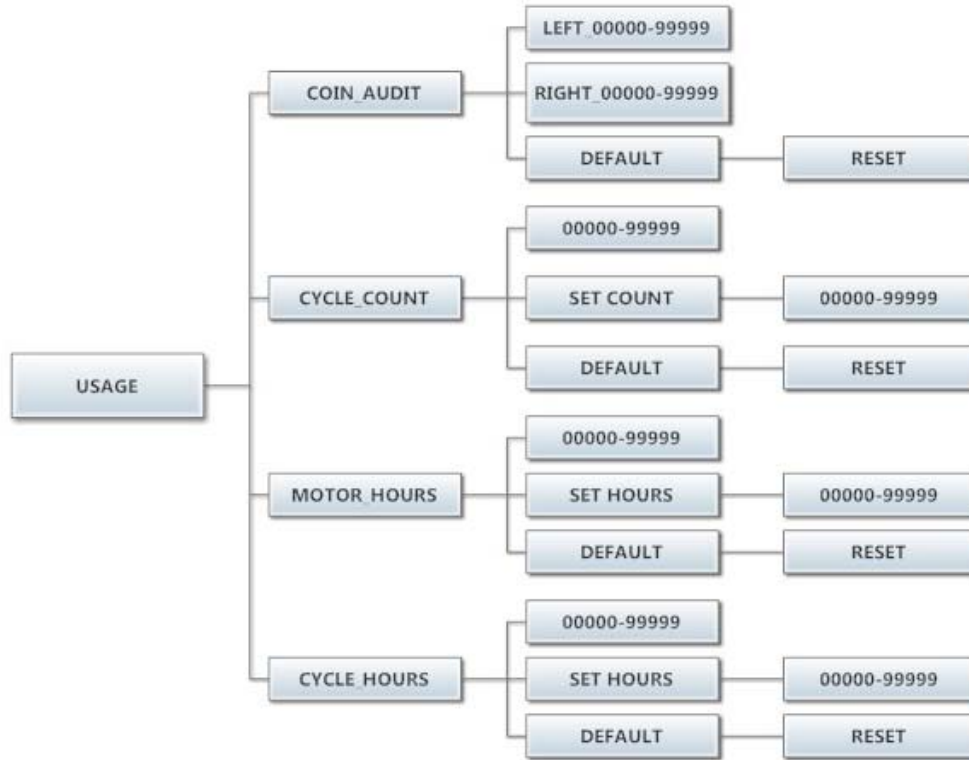 USAGE
COIN_AUDIT
LEFT_00000-99999
RIGHT_00000-99999
DEFAULT
RESET
CYCLE_COUNT
00000-99999
SET COUNT
00000-99999
DEFAULT
RESET
MOTOR_HOURS
00000-99999
SET HOURS
00000-99999
DEFAULT
RESET
CYCLE_HOURS
00000-99999
SET HOURS
00000-99999
DEFAULT
RESET